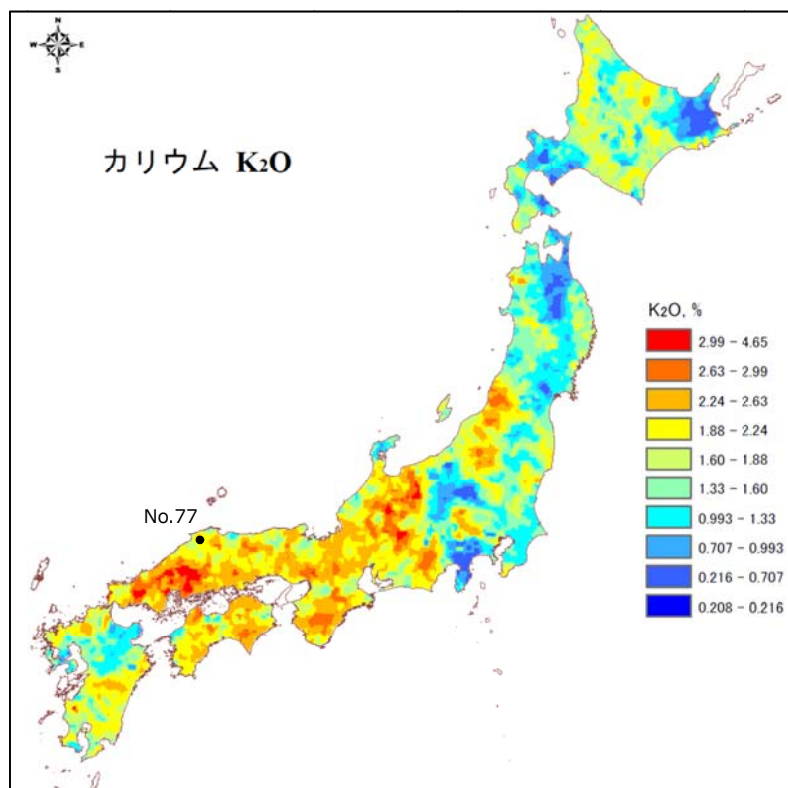 N
W E
S
カリウム K₂O
K₂O, %
2.99 – 4.65
2.63 – 2.99
2.24 – 2.63
1.88 – 2.24
1.60 – 1.88
1.33 – 1.60
0.993 – 1.33
0.707 – 0.993
0.216 – 0.707
0.208 – 0.216
No.77